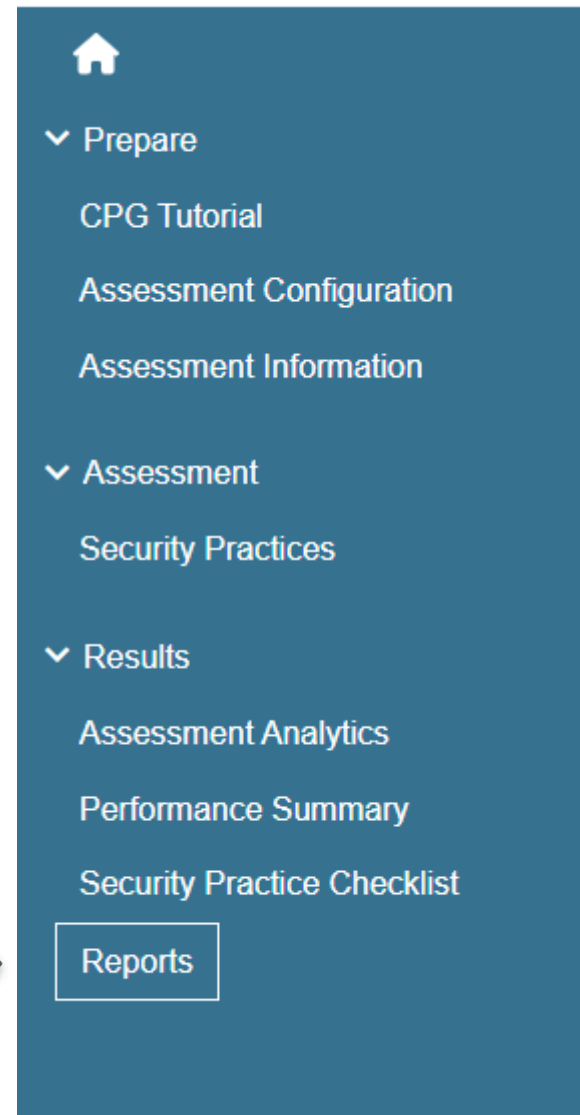 Prepare
CPG Tutorial
Assessment Configuration
Assessment Information
Assessment
Security Practices
Results
Assessment Analytics
Performance Summary
Security Practice Checklist
Reports